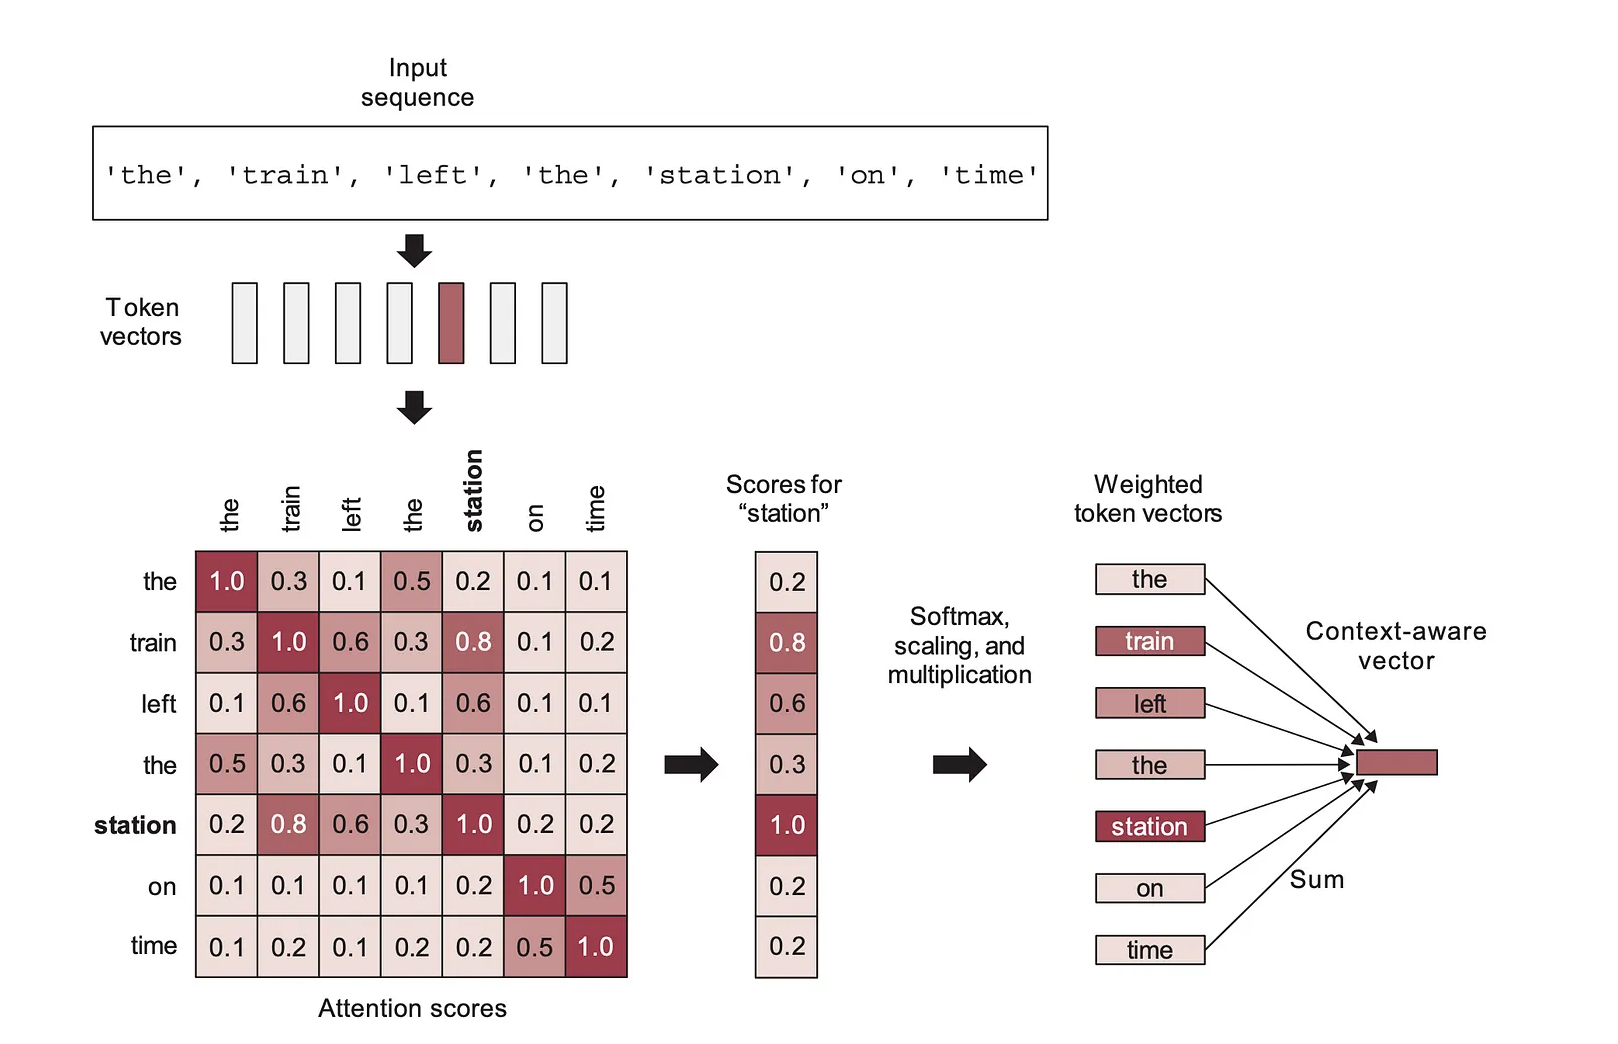 Input
sequence
'the', 'train', 'left', 'the', 'station', 'on', 'time'
Token
vectors
the train left the station on time
the 1.0 0.3 0.1 0.5 0.2 0.1 0.1
train 0.3 1.0 0.6 0.3 0.8 0.1 0.2
left 0.1 0.6 1.0 0.1 0.6 0.1 0.1
the 0.5 0.3 0.1 1.0 0.3 0.1 0.2
station 0.2 0.8 0.6 0.3 1.0 0.2 0.2
on 0.1 0.1 0.1 0.1 0.2 1.0 0.5
time 0.1 0.2 0.1 0.2 0.2 0.5 1.0
Attention scores
Scores for
“station”
0.2
0.8
0.6
0.3
1.0
0.2
0.2
Softmax,
scaling, and
multiplication
Weighted
token vectors
the
train
left
the
station
on
time
Context-aware
vector
Sum